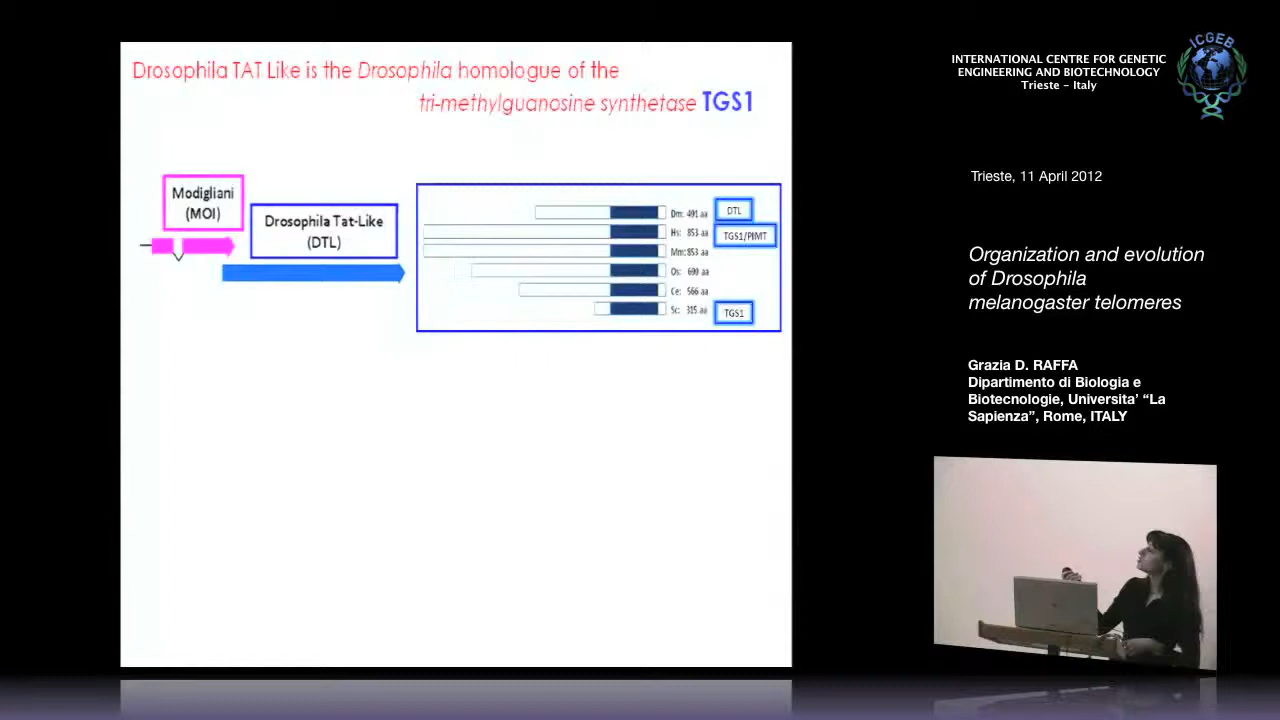 Drosophila TAT Like is the Drosophila homologue of the
tri-methylguanosine synthetase TGS1
Modigliani
(MOI)
Drosophila Tat-Like
(DTL)
Dm: 491 aa
DTL
Hs: 853 aa
TGS1/PIMT
Mm: 853 aa
Os: 690 aa
Ce: 566 aa
Sc: 315 aa
TGS1
INTERNATIONAL CENTRE FOR GENETIC
ENGINEERING AND BIOTECHNOLOGY
Trieste - Italy
ICGEB
Trieste, 11 April 2012
Organization and evolution
of Drosophila
melanogaster telomeres
Grazia D. RAFFA
Dipartimento di Biologia e
Biotecnologie, Universita’ “La
Sapienza”, Rome, ITALY